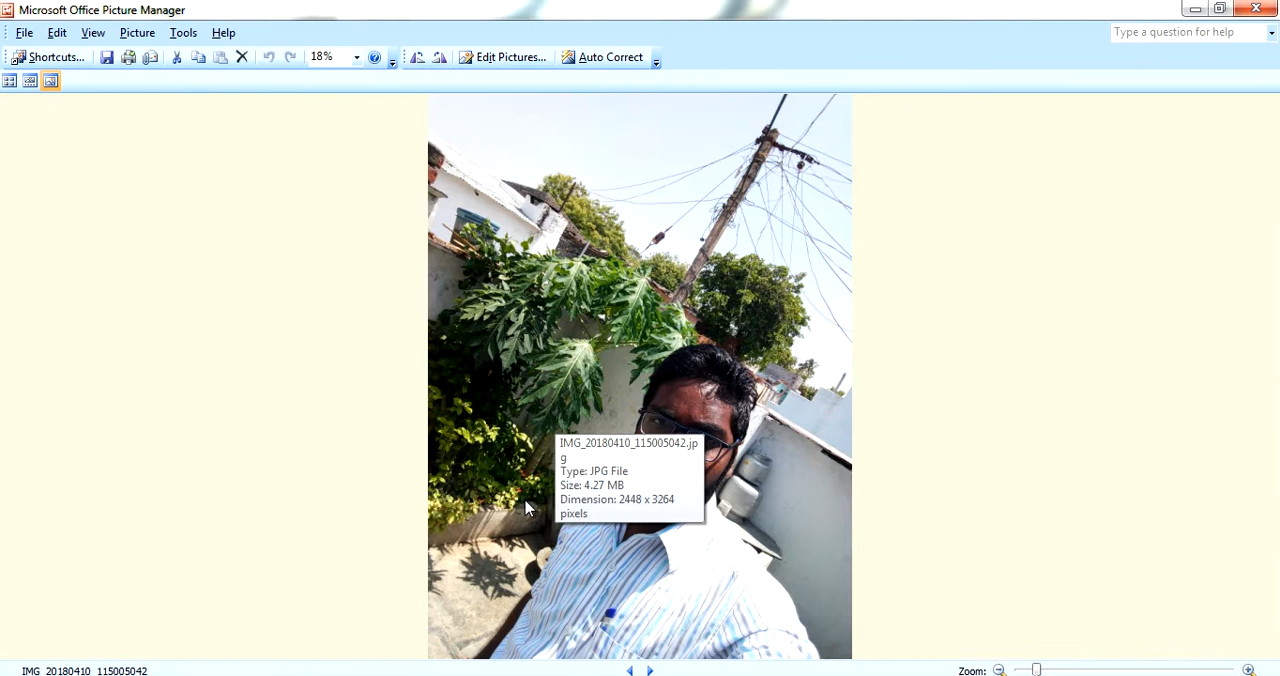 Microsoft Office Picture Manager
File Edit View Picture Tools Help
Type a question for help
Shortcuts... 18% Edit Pictures... Auto Correct
IMG_20180410_115005042.jp
g
Type: JPG File
Size: 4.27 MB
Dimension: 2448 x 3264
pixels
IMG_20180410_115005042 Zoom: